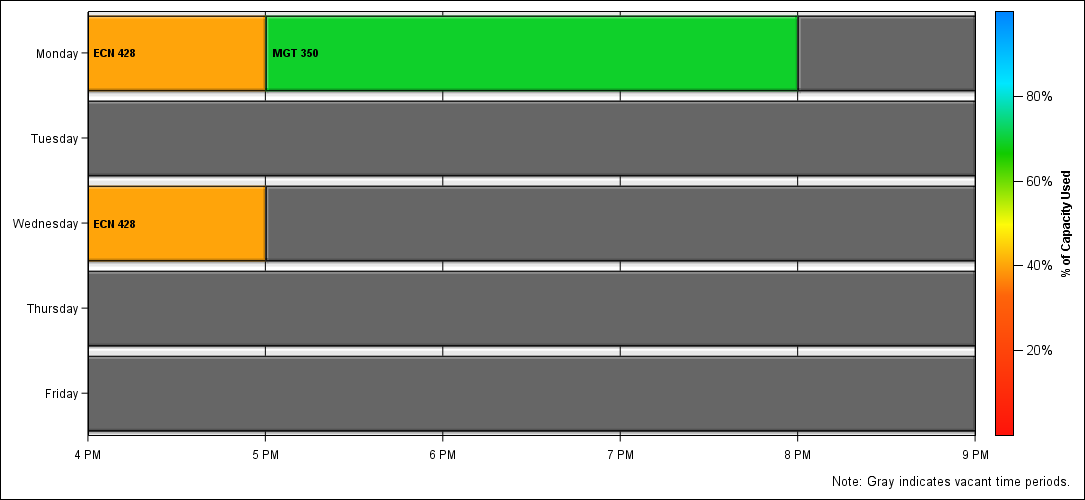 Monday
ECN 428
MGT 350
Tuesday
Wednesday
ECN 428
Thursday
Friday
4 PM 5 PM 6 PM 7 PM 8 PM 9 PM
80%
60%
40%
20%
% of Capacity Used
Note: Gray indicates vacant time periods.